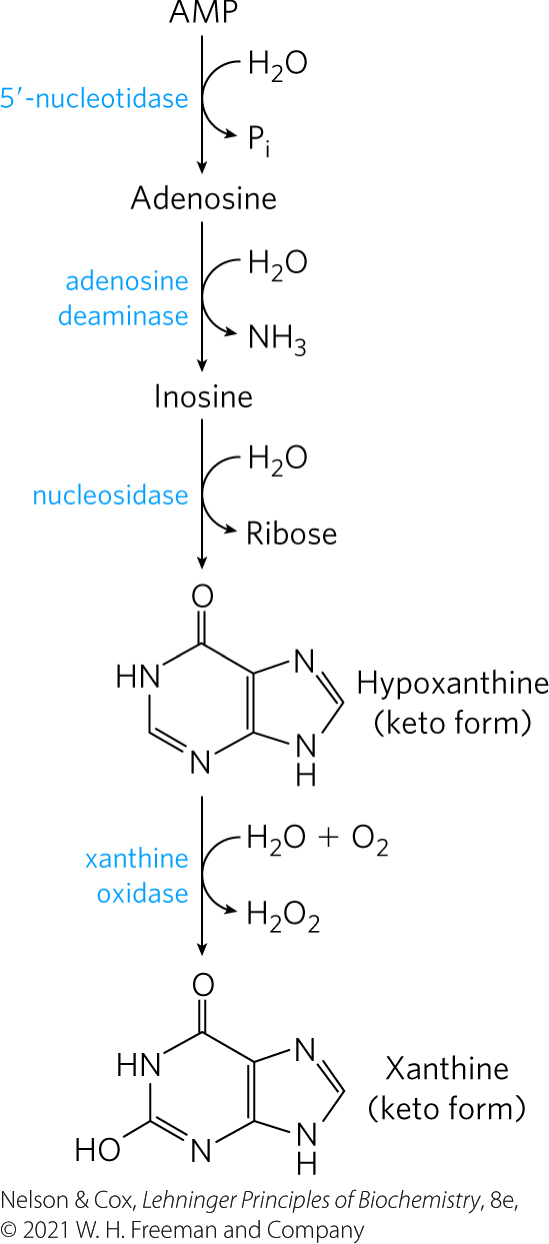 AMP
H₂O
5′-nucleotidase
Pᵢ
Adenosine
H₂O
adenosine
deaminase
NH₃
Inosine
H₂O
nucleosidase
Ribose
O
HN
N
Hypoxanthine
(keto form)
N
N
H
H₂O + O₂
xanthine
oxidase
H₂O₂
O
HN
N
Xanthine
(keto form)
HO
N
N
H
Nelson & Cox, Lehninger Principles of Biochemistry, 8e,
© 2021 W. H. Freeman and Company